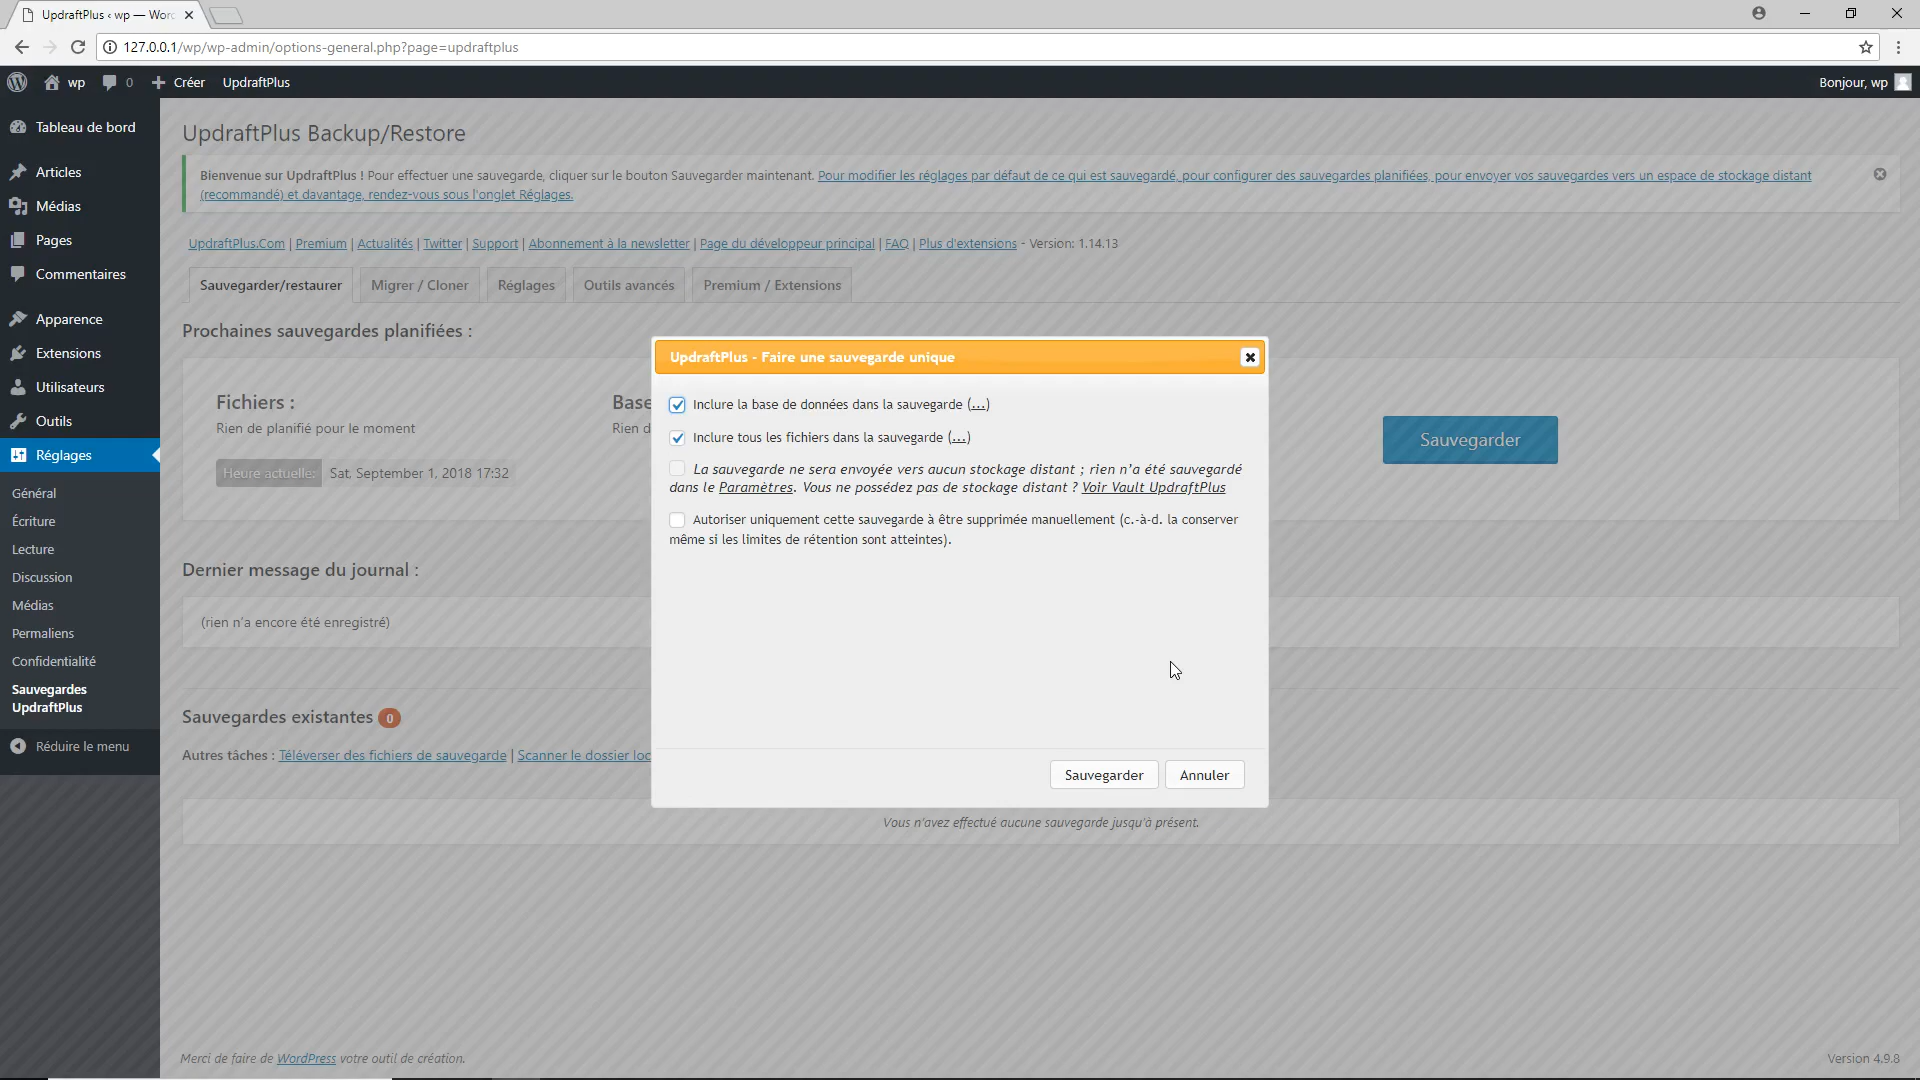 UpdraftPlus ‹ wp — Wor
127.0.0.1/wp/wp-admin/options-general.php?page=updraftplus
wp 0 Créer UpdraftPlus Bonjour, wp
Tableau de bord
Articles
Médias
Pages
Commentaires
Apparence
Extensions
Utilisateurs
Outils
Réglages
Général
Écriture
Lecture
Discussion
Médias
Permaliens
Confidentialité
Sauvegardes
UpdraftPlus
Réduire le menu
UpdraftPlus Backup/Restore
Bienvenue sur UpdraftPlus ! Pour effectuer une sauvegarde, cliquer sur le bouton Sauvegarder maintenant. Pour modifier les réglages par défaut de ce qui est sauvegardé, pour configurer des sauvegardes planifiées, pour envoyer vos sauvegardes vers un espace de stockage distant
(recommandé) et davantage, rendez-vous sous l'onglet Réglages.
UpdraftPlus.Com | Premium | Actualités | Twitter | Support | Abonnement à la newsletter | Page du développeur principal | FAQ | Plus d'extensions - Version: 1.14.13
Sauvegarder/restaurer Migrer / Cloner Réglages Outils avancés Premium / Extensions
Prochaines sauvegardes planifiées :
Fichiers :
Rien de planifié pour le moment
Base
Rien d
Heure actuelle: Sat, September 1, 2018 17:32
Sauvegarder
Dernier message du journal :
(rien n'a encore été enregistré)
Sauvegardes existantes 0
Autres tâches : Téléverser des fichiers de sauvegarde | Scanner le dossier loc
Vous n'avez effectué aucune sauvegarde jusqu'à présent.
UpdraftPlus - Faire une sauvegarde unique
Inclure la base de données dans la sauvegarde (...)
Inclure tous les fichiers dans la sauvegarde (...)
La sauvegarde ne sera envoyée vers aucun stockage distant ; rien n’a été sauvegardé
dans le Paramètres. Vous ne possédez pas de stockage distant ? Voir Vault UpdraftPlus
Autoriser uniquement cette sauvegarde à être supprimée manuellement (c.-à-d. la conserver
même si les limites de rétention sont atteintes).
Sauvegarder Annuler
Merci de faire de WordPress votre outil de création.
Version 4.9.8